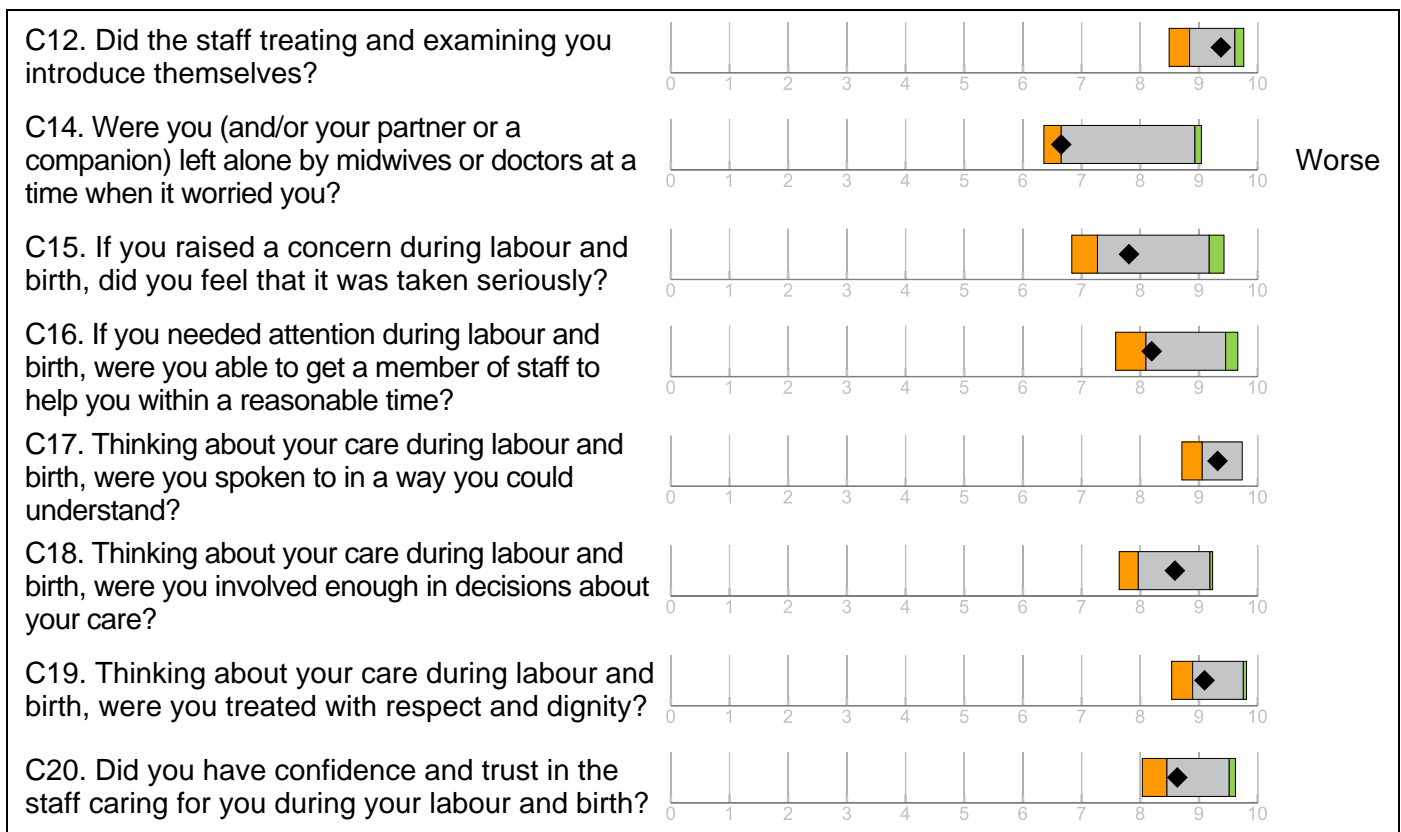 C12. Did the staff treating and examining you
introduce themselves?
0 1 2 3 4 5 6 7 8 9 10
C14. Were you (and/or your partner or a
companion) left alone by midwives or doctors at a
time when it worried you?
0 1 2 3 4 5 6 7 8 9 10
Worse
C15. If you raised a concern during labour and
birth, did you feel that it was taken seriously?
0 1 2 3 4 5 6 7 8 9 10
C16. If you needed attention during labour and
birth, were you able to get a member of staff to
help you within a reasonable time?
0 1 2 3 4 5 6 7 8 9 10
C17. Thinking about your care during labour and
birth, were you spoken to in a way you could
understand?
0 1 2 3 4 5 6 7 8 9 10
C18. Thinking about your care during labour and
birth, were you involved enough in decisions about
your care?
0 1 2 3 4 5 6 7 8 9 10
C19. Thinking about your care during labour and
birth, were you treated with respect and dignity?
0 1 2 3 4 5 6 7 8 9 10
C20. Did you have confidence and trust in the
staff caring for you during your labour and birth?
0 1 2 3 4 5 6 7 8 9 10